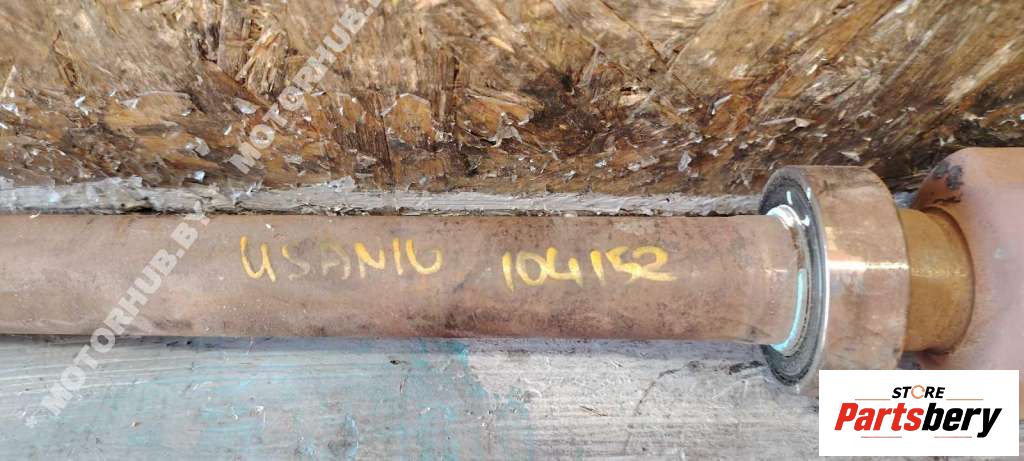 MOTORHUB.BY
* MOTORHUB.BY
USANIU 104152
STORE
Partsbery